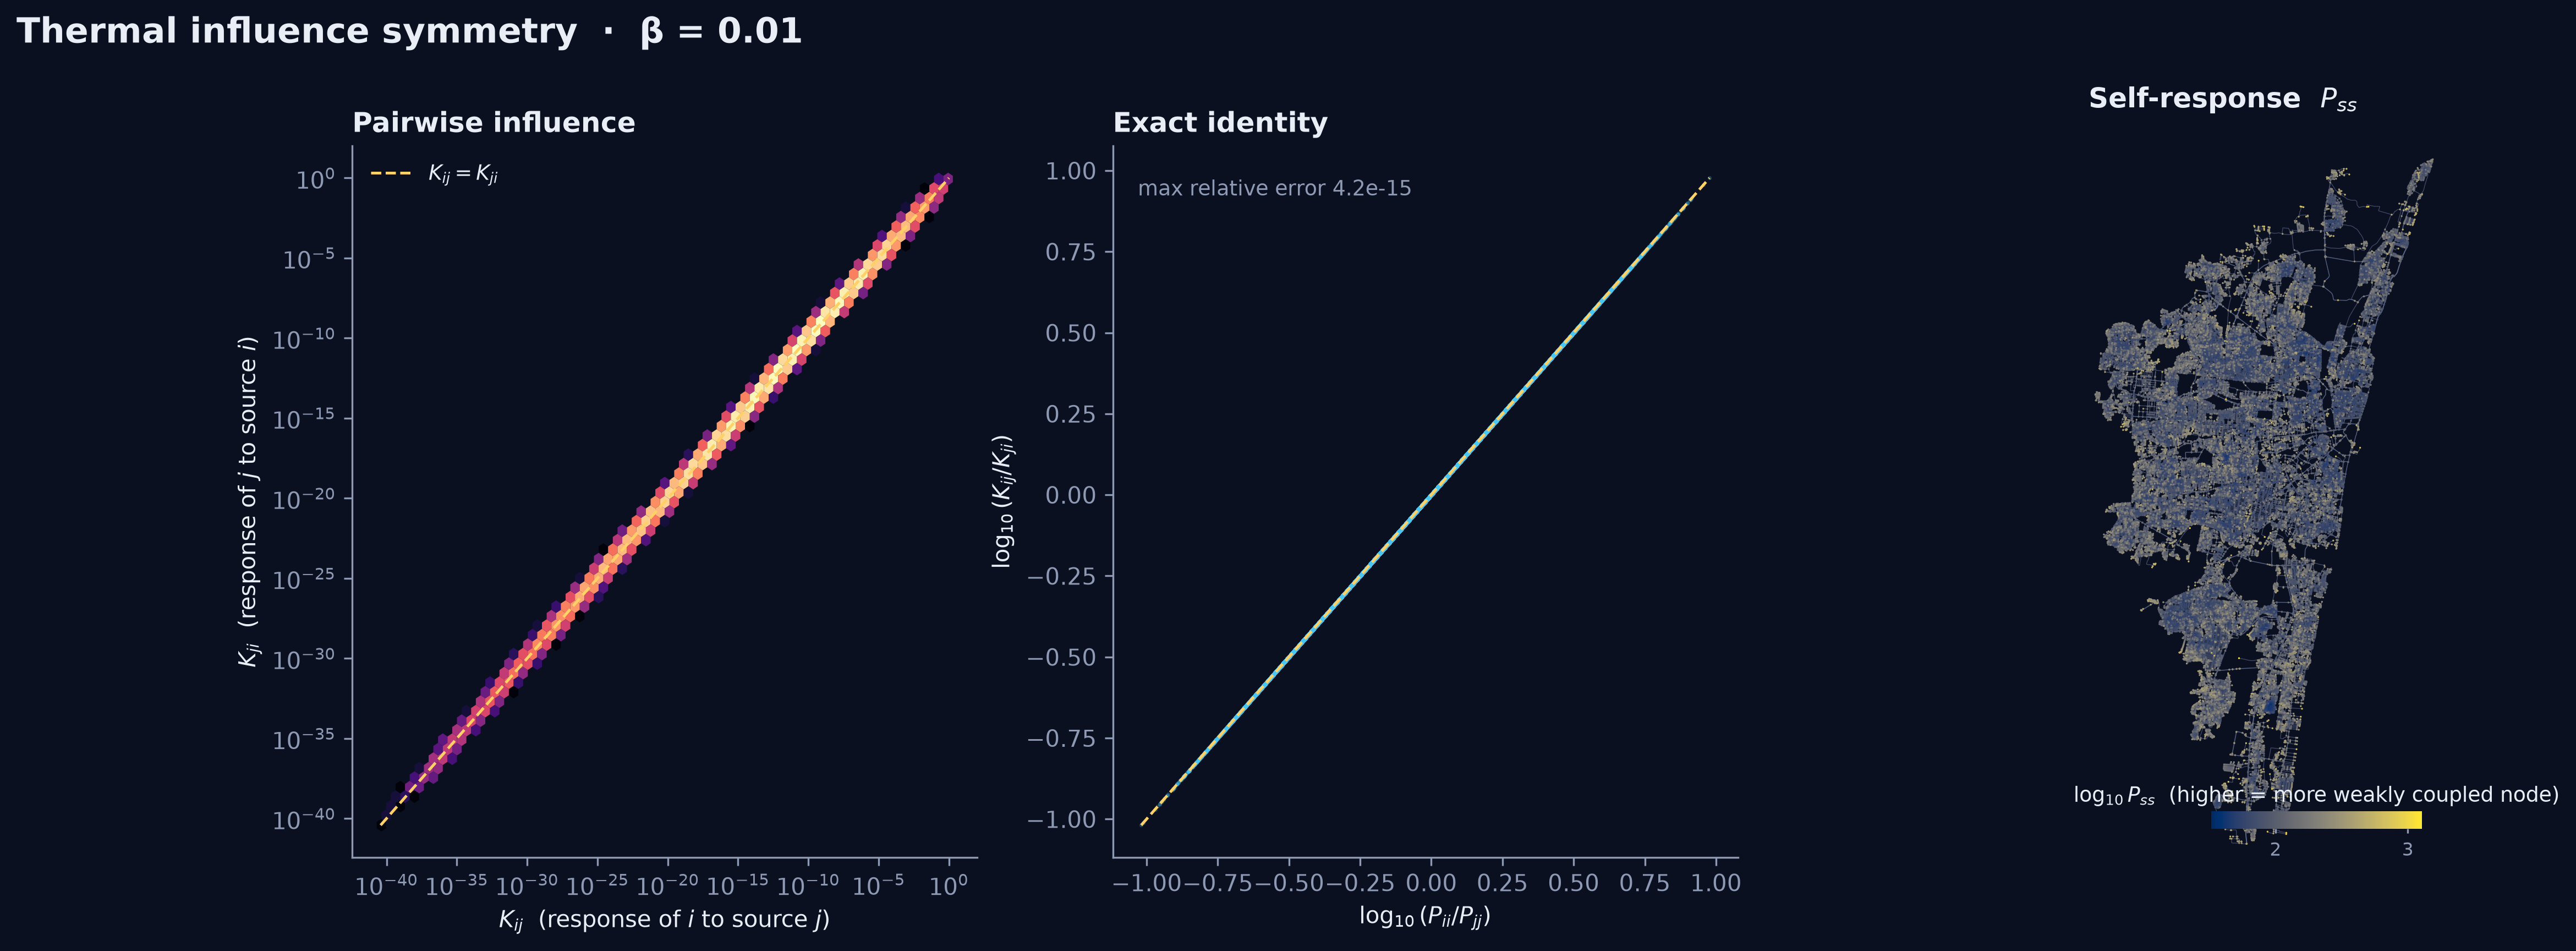 Thermal influence symmetry · β = 0.01
Pairwise influence
K_ij = K_ji
10^0
10^−5
10^−10
10^−15
10^−20
10^−25
10^−30
10^−35
10^−40
K_ji (response of j to source i)
10^−40 10^−35 10^−30 10^−25 10^−20 10^−15 10^−10 10^−5 10^0
K_ij (response of i to source j)
Exact identity
max relative error 4.2e-15
1.00
0.75
0.50
0.25
0.00
−0.25
−0.50
−0.75
−1.00
log_10 (K_ij/K_ji)
−1.00 −0.75 −0.50 −0.25 0.00 0.25 0.50 0.75 1.00
log_10 (P_ii/P_jj)
Self-response P_ss
log_10 P_ss (higher = more weakly coupled node)
2 3